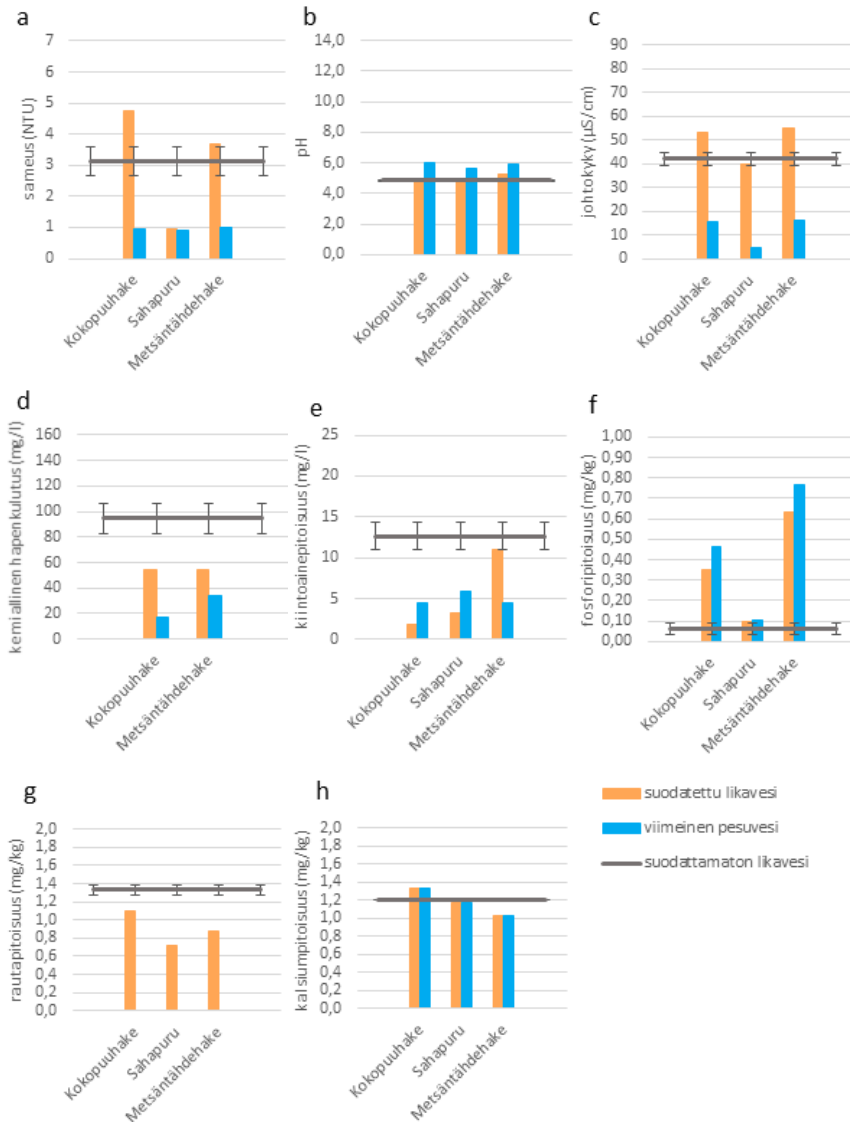 a
sameus (NTU)
7
6
5
4
3
2
1
0
Kokopuuhake
Sahapuru
Metsäntähdehake
b
pH
14,0
12,0
10,0
8,0
6,0
4,0
2,0
0,0
Kokopuuhake
Sahapuru
Metsäntähdehake
c
johtokyky (µS/cm)
90
80
70
60
50
40
30
20
10
0
Kokopuuhake
Sahapuru
Metsäntähdehake
d
kemiallinen hapenkulutus (mg/l)
160
140
120
100
80
60
40
20
0
Kokopuuhake
Metsäntähdehake
e
kiintoainepitoisuus (mg/l)
25
20
15
10
5
0
Kokopuuhake
Sahapuru
Metsäntähdehake
f
fosforipitoisuus (mg/kg)
1,00
0,90
0,80
0,70
0,60
0,50
0,40
0,30
0,20
0,10
0,00
Kokopuuhake
Sahapuru
Metsäntähdehake
g
rautapitoisuus (mg/kg)
2,0
1,8
1,6
1,4
1,2
1,0
0,8
0,6
0,4
0,2
0,0
Kokopuuhake
Sahapuru
Metsäntähdehake
h
kalsiumpitoisuus (mg/kg)
2,0
1,8
1,6
1,4
1,2
1,0
0,8
0,6
0,4
0,2
0,0
Kokopuuhake
Sahapuru
Metsäntähdehake
suodatettu likavesi
viimeinen pesuvesi
suodattamaton likavesi